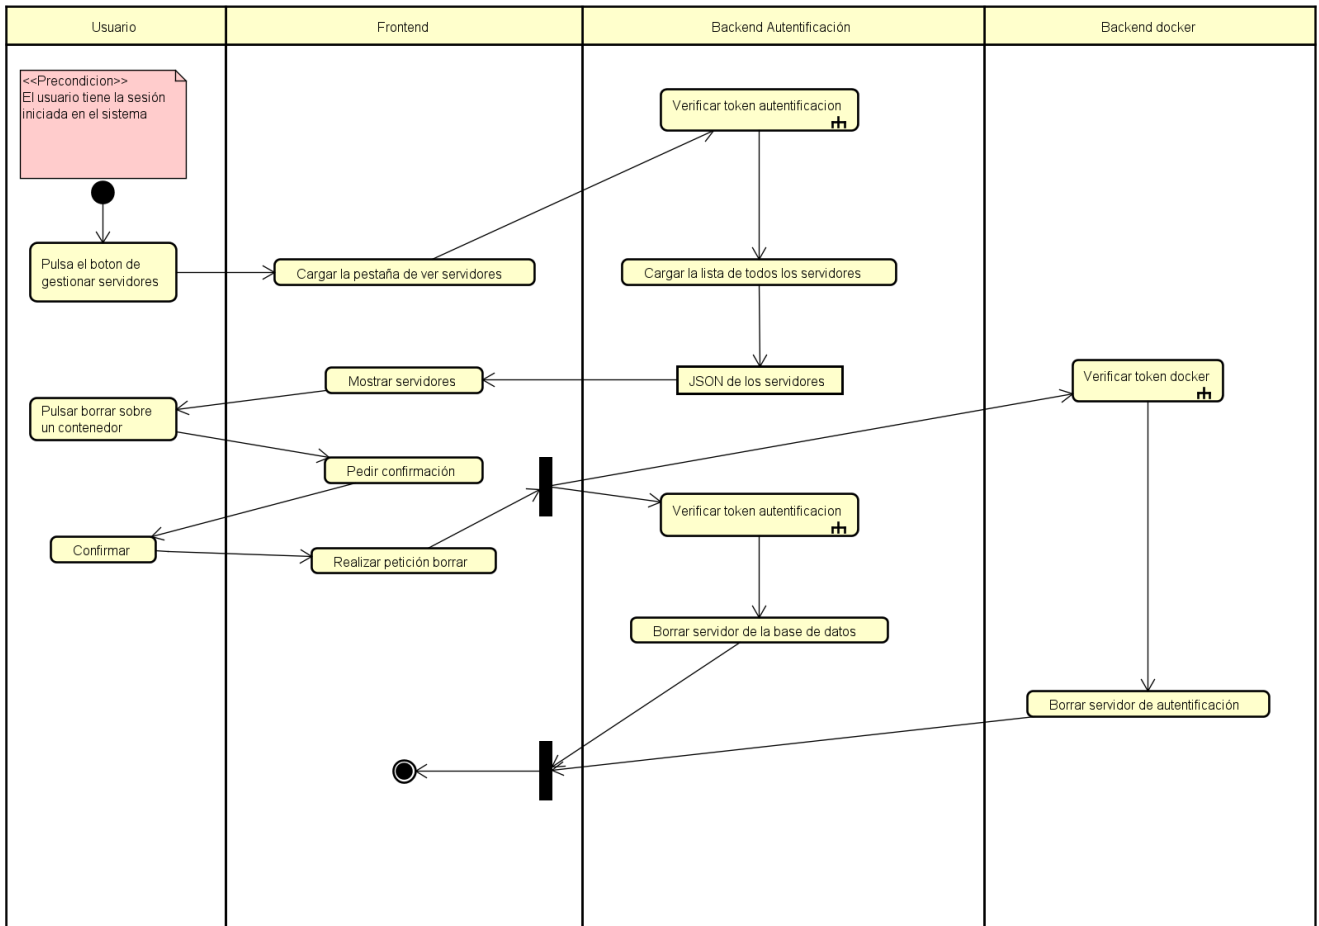 Usuario
Frontend
Backend Autentificación
Backend docker
<<Precondicion>>
El usuario tiene la sesión
iniciada en el sistema
Verificar token autentificacion
Pulsa el boton de
gestionar servidores
Cargar la pestaña de ver servidores
Cargar la lista de todos los servidores
JSON de los servidores
Mostrar servidores
Verificar token docker
Pulsar borrar sobre
un contenedor
Pedir confirmación
Verificar token autentificacion
Confirmar
Realizar petición borrar
Borrar servidor de la base de datos
Borrar servidor de autentificación